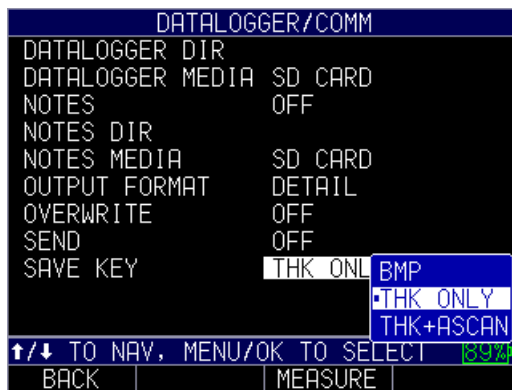 DATALOGGER/COMM
DATALOGGER DIR
DATALOGGER MEDIA SD CARD
NOTES OFF
NOTES DIR
NOTES MEDIA SD CARD
OUTPUT FORMAT DETAIL
OVERWRITE OFF
SEND OFF
SAVE KEY THK ONL
BMP
▪THK ONLY
THK+ASCAN
↑/↓ TO NAV, MENU/OK TO SELECT 89%
BACK MEASURE